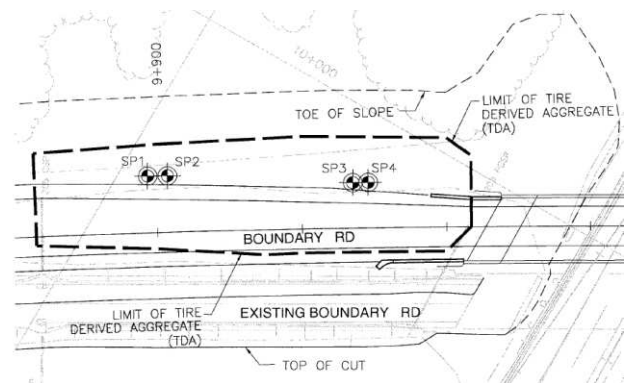 9+900
10+000
TOE OF SLOPE
LIMIT OF TIRE
DERIVED AGGREGATE
(TDA)
SP1
SP2
SP3
SP4
BOUNDARY RD
LIMIT OF TIRE
DERIVED AGGREGATE
(TDA)
EXISTING BOUNDARY RD
TOP OF CUT